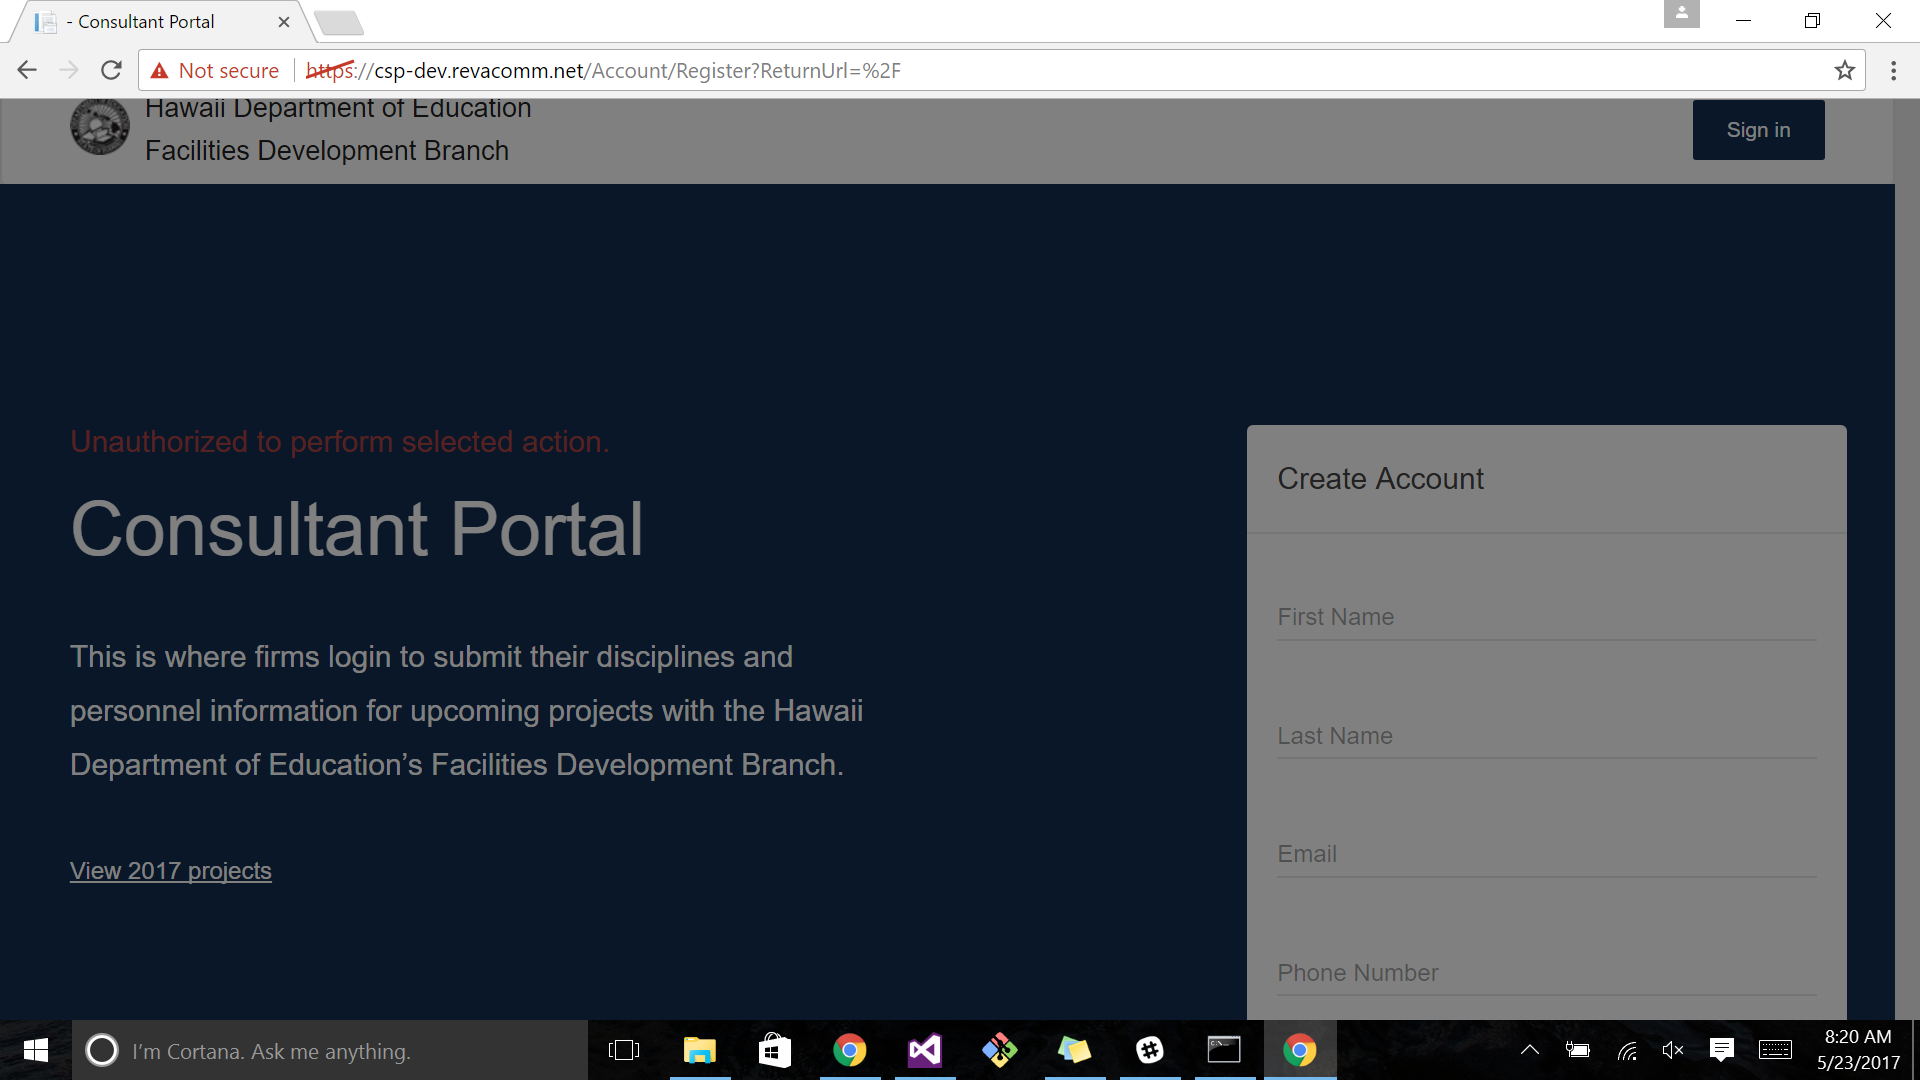 - Consultant Portal
Not secure
https://csp-dev.revacomm.net/Account/Register?ReturnUrl=%2F
Hawaii Department of Education
Facilities Development Branch
Sign in
Unauthorized to perform selected action.
Consultant Portal
This is where firms login to submit their disciplines and
personnel information for upcoming projects with the Hawaii
Department of Education’s Facilities Development Branch.
View 2017 projects
Create Account
First Name
Last Name
Email
Phone Number
I’m Cortana. Ask me anything.
8:20 AM
5/23/2017